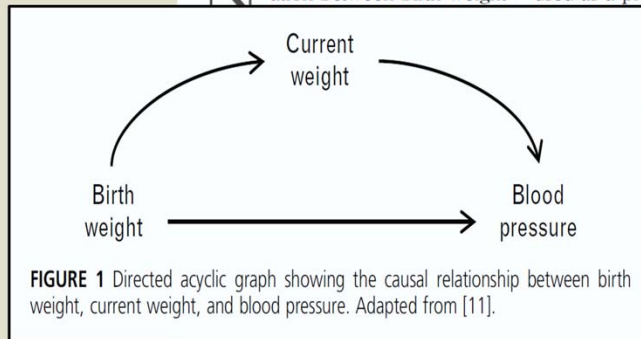 Current
weight
Birth
weight
Blood
pressure
FIGURE 1 Directed acyclic graph showing the causal relationship between birth
weight, current weight, and blood pressure. Adapted from [11].